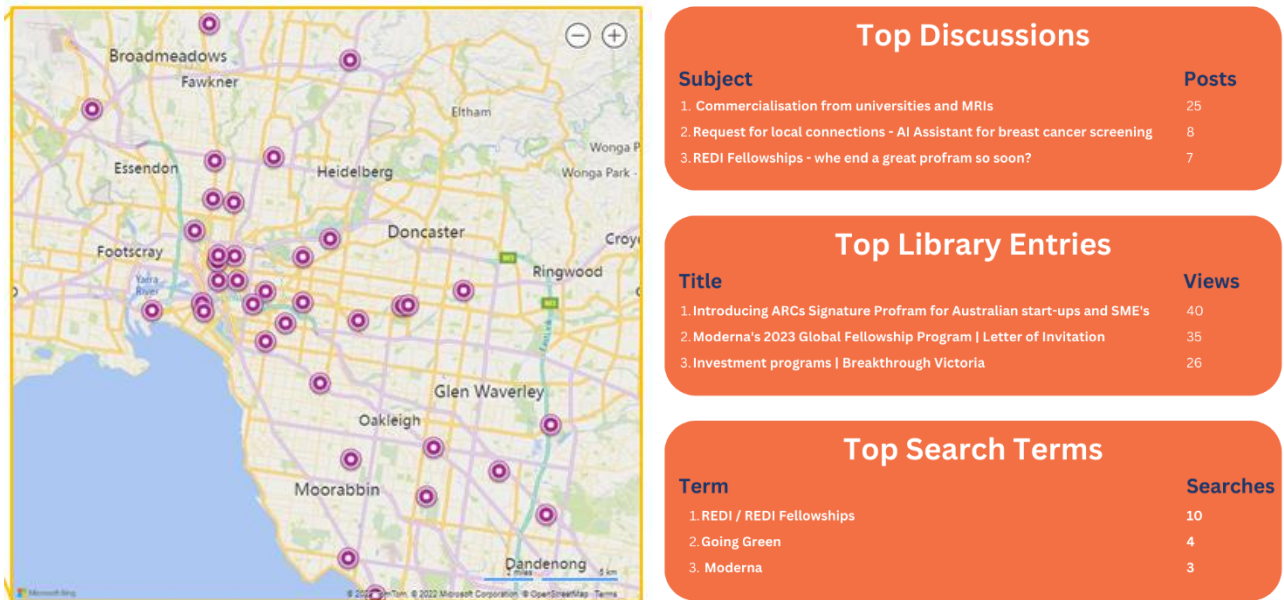 Broadmeadows
Fawkner
Eltham
Wonga P
Essendon
Heidelberg
Wonga Park -
Doncaster
Croy
Footscray
Ringwood
Yarra
River
Glen Waverley
Oakleigh
Moorabbin
Dandenong
2 miles 5 km
Microsoft Bing © 2022 TomTom, © 2022 Microsoft Corporation, © OpenStreetMap Terms
Top Discussions
Subject Posts
1. Commercialisation from universities and MRIs 25
2. Request for local connections - AI Assistant for breast cancer screening 8
3. REDI Fellowships - whe end a great profram so soon? 7
Top Library Entries
Title Views
1. Introducing ARCs Signature Profram for Australian start-ups and SME's 40
2. Moderna's 2023 Global Fellowship Program | Letter of Invitation 35
3. Investment programs | Breakthrough Victoria 26
Top Search Terms
Term Searches
1. REDI / REDI Fellowships 10
2. Going Green 4
3. Moderna 3